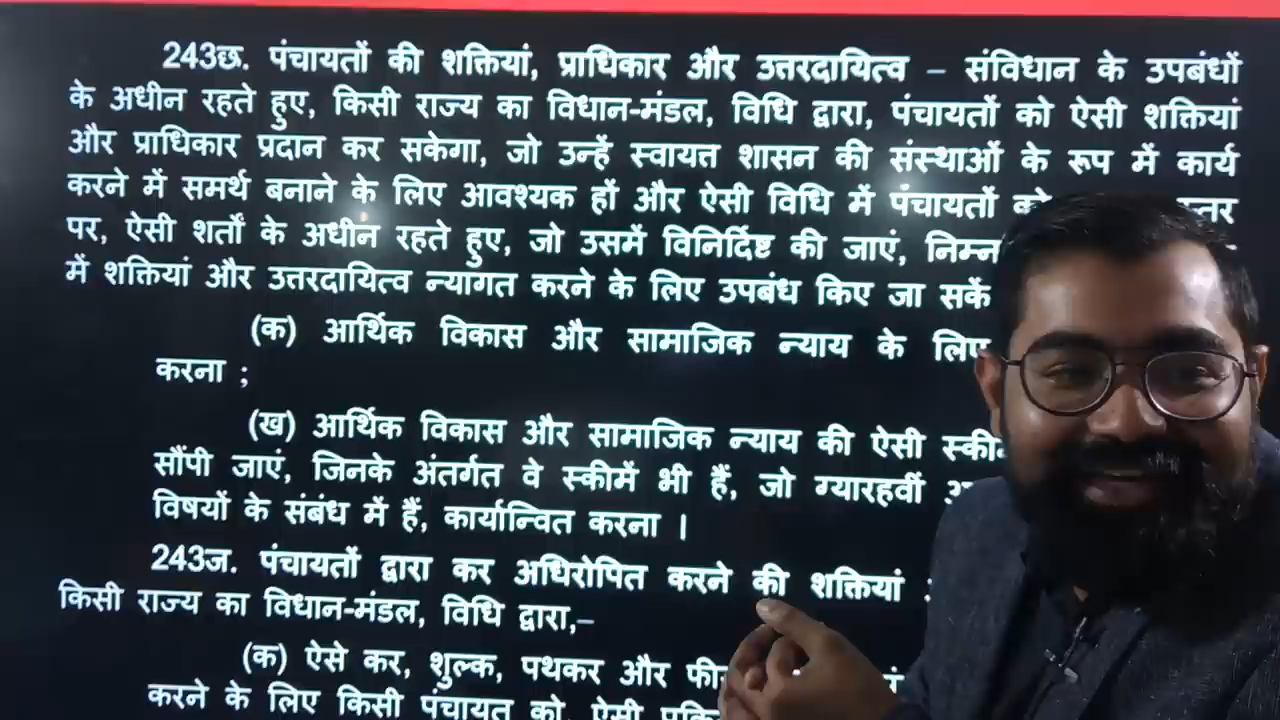 243छ. पंचायतों की शक्तियां, प्राधिकार और उत्तरदायित्व – संविधान के उपबंधों
के अधीन रहते हुए, किसी राज्य का विधान-मंडल, विधि द्वारा, पंचायतों को ऐसी शक्तियां
और प्राधिकार प्रदान कर सकेगा, जो उन्हें स्वायत्त शासन की संस्थाओं के रूप में कार्य
करने में समर्थ बनाने के लिए आवश्यक हों और ऐसी विधि में पंचायतों को
पर, ऐसी शर्तों के अधीन रहते हुए, जो उसमें विनिर्दिष्ट की जाएं, निम्न
में शक्तियां और उत्तरदायित्व न्यागत करने के लिए उपबंध किए जा सकें
(क) आर्थिक विकास और सामाजिक न्याय के लिए
करना ;
(ख) आर्थिक विकास और सामाजिक न्याय की ऐसी
सौंपी जाएं, जिनके अंतर्गत वे स्कीमें भी हैं, जो ग्यारहवीं
विषयों के संबंध में हैं, कार्यान्वित करना ।
243ज. पंचायतों द्वारा कर अधिरोपित करने की शक्तियां
किसी राज्य का विधान-मंडल, विधि द्वारा,–
(क) ऐसे कर, शुल्क, पथकर और
करने के लिए किसी पंचायत को, ऐसी